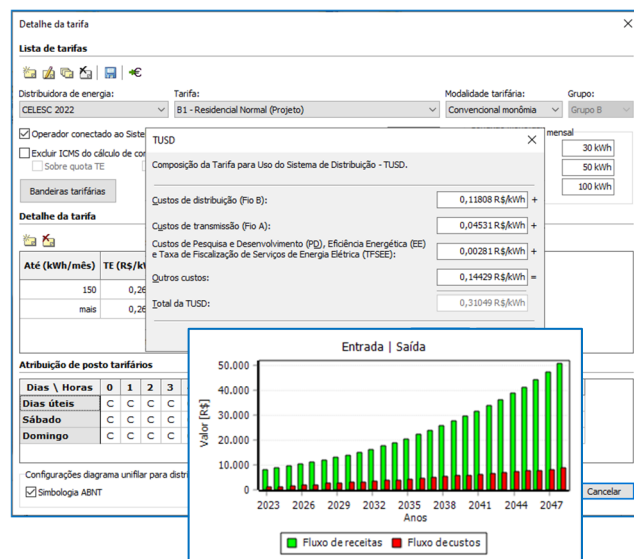 Detalhe da tarifa
Lista de tarifas
Distribuidora de energia:
Tarifa:
Modalidade tarifária:
Grupo:
CELESC 2022
B1 - Residencial Normal (Projeto)
Convencional monômia
Grupo B
Operador conectado ao
mensal
30 kWh
Excluir ICMS do cálculo de
50 kWh
Sobre quota TE
100 kWh
Bandeiras tarifárias
TUSD
Composição da Tarifa para Uso do Sistema de Distribuição - TUSD.
Custos de distribuição (Fio B):
0,11808 R$/kWh +
Custos de transmissão (Fio A):
0,04531 R$/kWh +
Custos de Pesquisa e Desenvolvimento (PD), Eficiência Energética (EE)
e Taxa de Fiscalização de Serviços de Energia Elétrica (TFSEE):
0,00281 R$/kWh +
Outros custos:
0,14429 R$/kWh =
Total da TUSD:
0,31049 R$/kWh
Detalhe da tarifa
Até (kWh/mês) TE
150
mais
Atribuição de posto tarifários
Dias \ Horas 0 1 2 3
Dias úteis C C C C
Sábado C C C C
Domingo C C C C
Configurações diagrama unifilar para
Simbologia ABNT
Cancelar
Entrada | Saída
Valor [R$]
50.000
40.000
30.000
20.000
10.000
0
2023 2026 2029 2032 2035 2038 2041 2044 2047
Anos
Fluxo de receitas Fluxo de custos